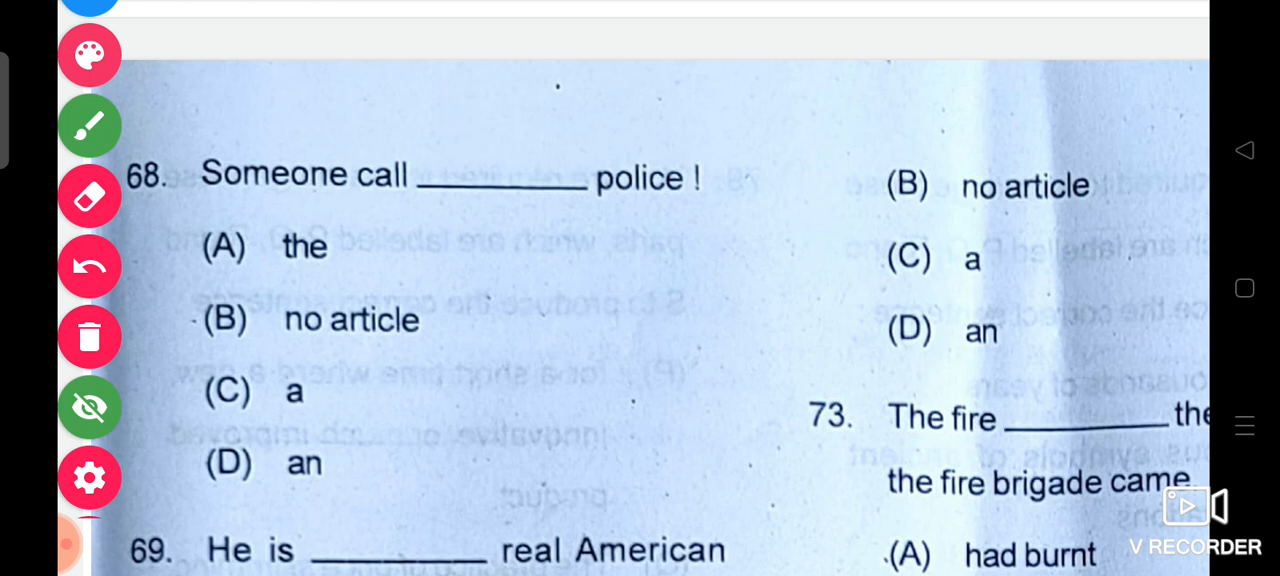 68. Someone call ________ police !
(A) the
(B) no article
(C) a
(D) an
69. He is ________ real American
(B) no article
(C) a
(D) an
73. The fire ________ the
the fire brigade came
(A) had burnt
V RECORDER